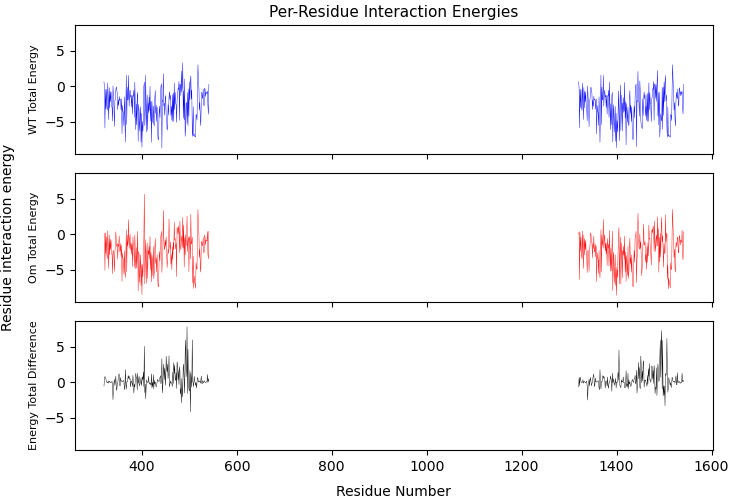 Per-Residue Interaction Energies
Residue interaction energy
WT Total Energy
5
0
−5
Om Total Energy
5
0
−5
Energy Total Difference
5
0
−5
400 600 800 1000 1200 1400 1600
Residue Number